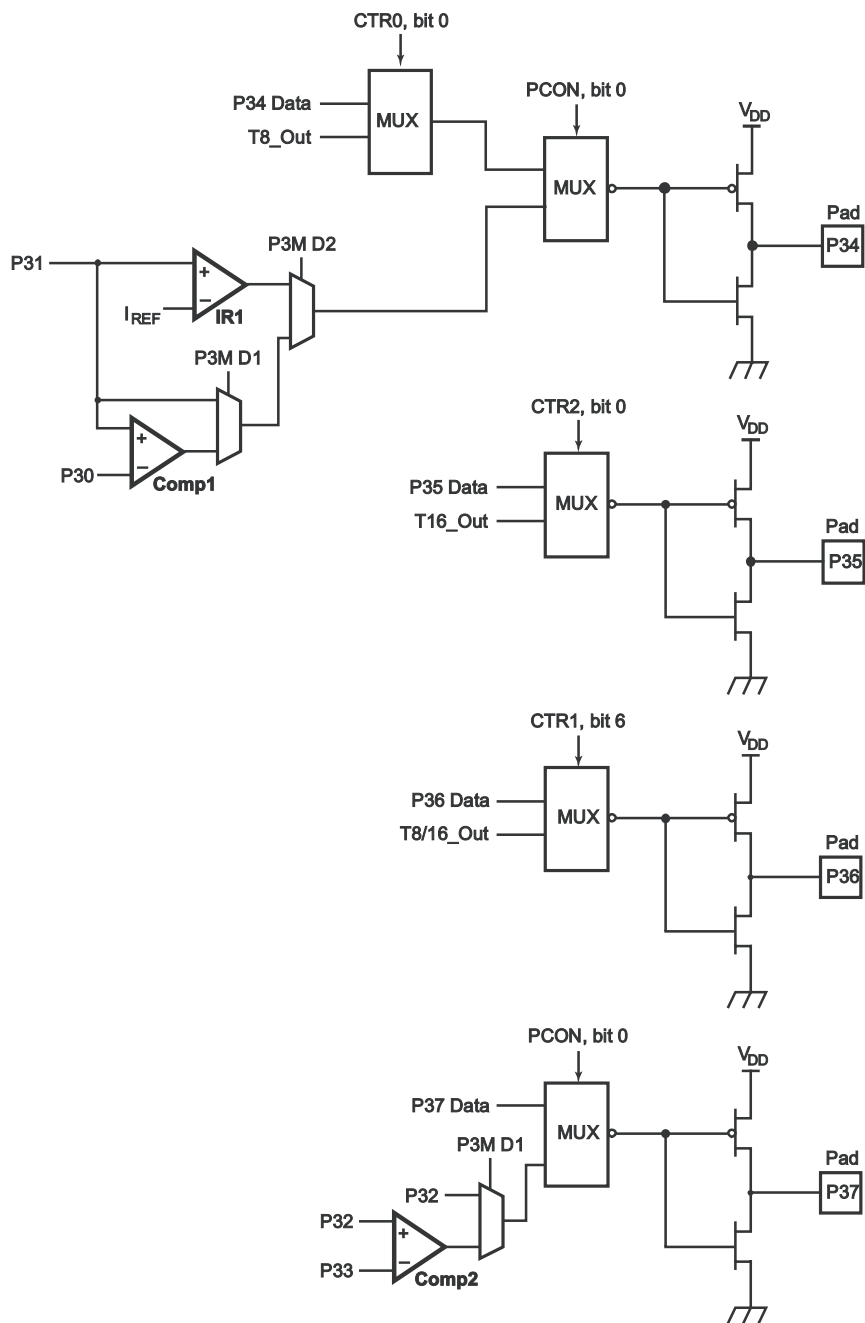 CTR0, bit 0
P34 Data
T8_Out
MUX
PCON, bit 0
MUX
VDD
Pad
P34
P31
P3M D2
IREF
IR1
P3M D1
P30
Comp1
CTR2, bit 0
P35 Data
T16_Out
MUX
VDD
Pad
P35
CTR1, bit 6
P36 Data
T8/16_Out
MUX
VDD
Pad
P36
PCON, bit 0
P37 Data
MUX
VDD
Pad
P37
P3M D1
P32
P32
P33
Comp2